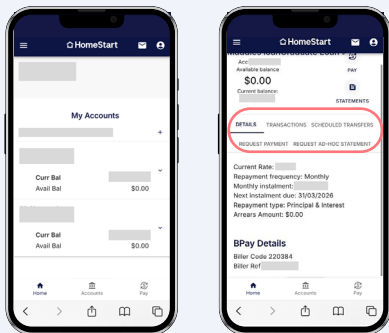 HomeStart
My Accounts
+
Curr Bal
Avail Bal $0.00
Curr Bal
Avail Bal $0.00
Home Accounts Pay
HomeStart
Acc
Available balance
$0.00
Current balance:
PAY
STATEMENTS
DETAILS TRANSACTIONS SCHEDULED TRANSFERS
REQUEST PAYMENT REQUEST AD-HOC STATEMENT
Current Rate:
Repayment frequency: Monthly
Monthly instalment:
Next instalment due: 31/03/2026
Repayment type: Principal & Interest
Arrears Amount: $0.00
BPay Details
Biller Code 220384
Biller Ref
Home Accounts Pay